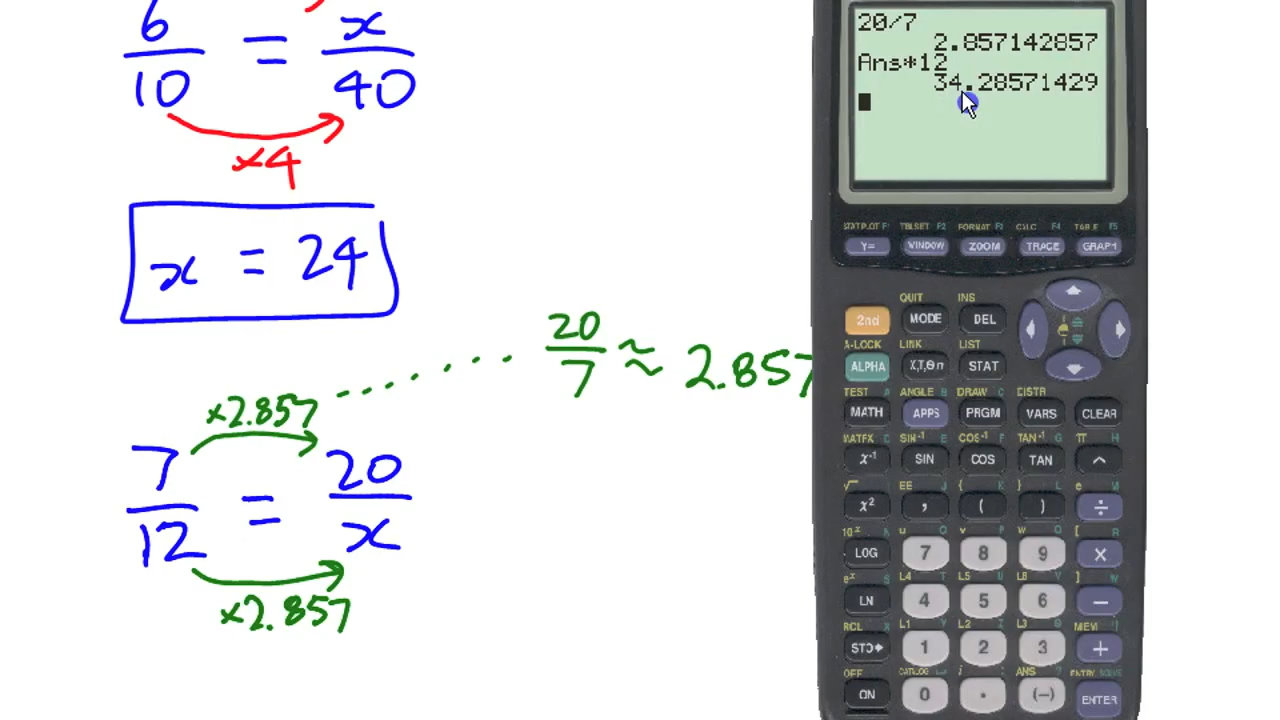 6/10 = x/40
×4
x = 24
20/7 ≈ 2.857
×2.857
7/12 = 20/x
×2.857
20/7
2.857142857
Ans*12
34.28571429
STAT PLOT F1 TBLSET F2 FORMAT F3 CALC F4 TABLE F5
Y= WINDOW ZOOM TRACE GRAPH
QUIT INS
2nd MODE DEL
A-LOCK LINK LIST
ALPHA X,T,Θ,n STAT
TEST A ANGLE B DRAW C DISTR
MATH APPS PRGM VARS CLEAR
MATRX D SIN⁻¹ E COS⁻¹ F TAN⁻¹ G π H
x⁻¹ SIN COS TAN ^
√ I EE J { K } L e M
x² , ( ) ÷
10ˣ N u O v P w Q [ R
LOG 7 8 9 ×
eˣ S L4 T L5 U L6 V ] W
LN 4 5 6 −
RCL X L1 Y L2 Z L3 θ MEM "
STO→ 1 2 3 +
OFF CATALOG i : ANS ? ENTRY SOLVE
ON 0 . (−) ENTER